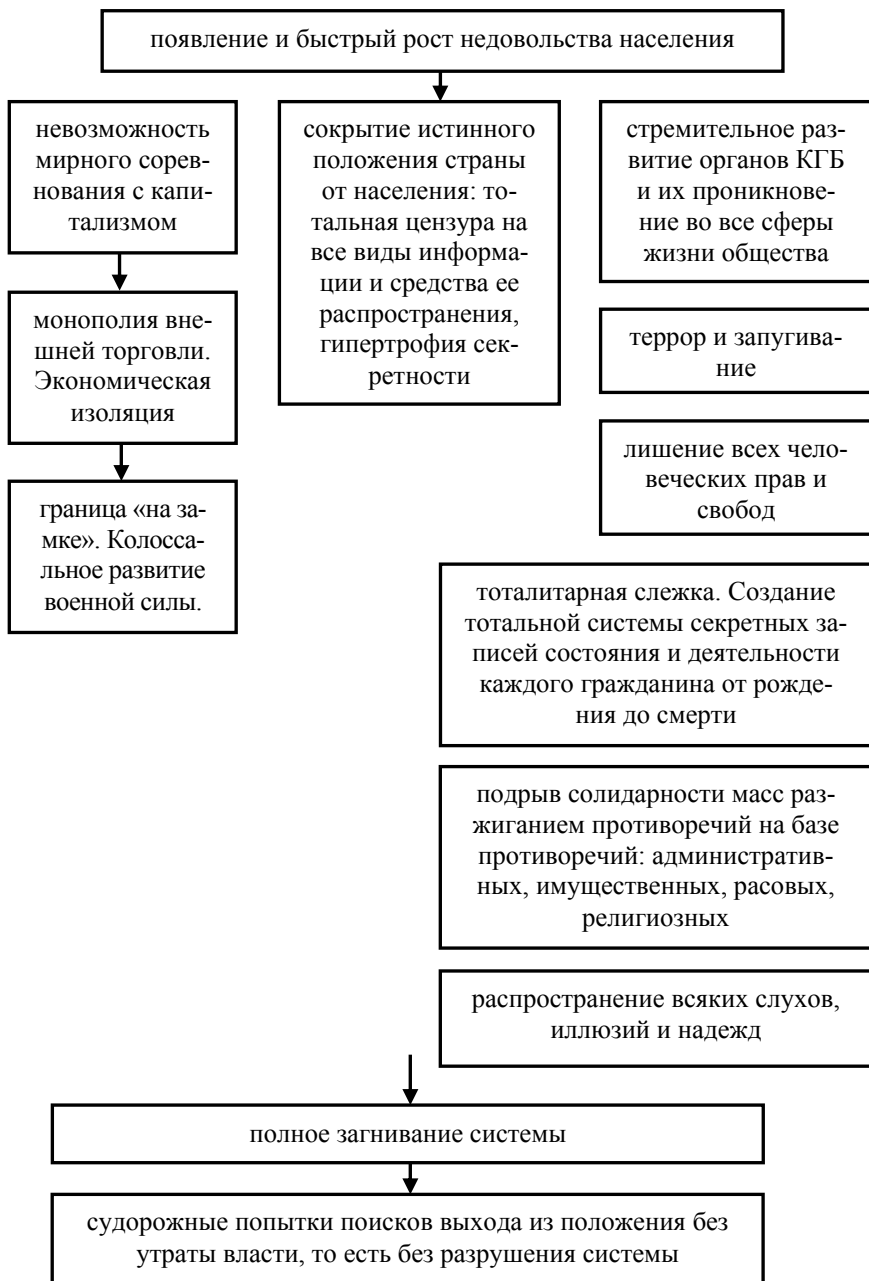 появление и быстрый рост недовольства населения
невозможность
мирного сорев-
нования с капи-
тализмом
монополия вне-
шней торговли.
Экономическая
изоляция
граница «на за-
мке». Колосса-
льное развитие
военной силы.
сокрытие истинного
положения страны
от населения: то-
тальная цензура на
все виды информа-
ции и средства ее
распространения,
гипертрофия сек-
ретности
стремительное раз-
витие органов КГБ
и их проникнове-
ение во все сферы
жизни общества
террор и запугива-
ние
лишение всех чело-
веческих прав и
свобод
тоталитарная слежка. Создание
тотальной системы секретных за-
писей состояния и деятельности
каждого гражданина от рожде-
ния до смерти
подрыв солидарности масс раз-
жиганием противоречий на базе
противоречий: административ-
ных, имущественных, расовых,
религиозных
распространение всяких слухов,
иллюзий и надежд
полное загнивание системы
судорожные попытки поисков выхода из положения без
утраты власти, то есть без разрушения системы